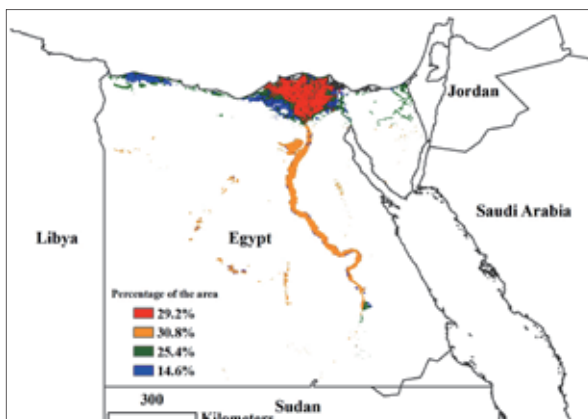 Jordan
Saudi Arabia
Libya
Egypt
Percentage of the area
29.2%
30.8%
25.4%
14.6%
Sudan
300
Kilometers